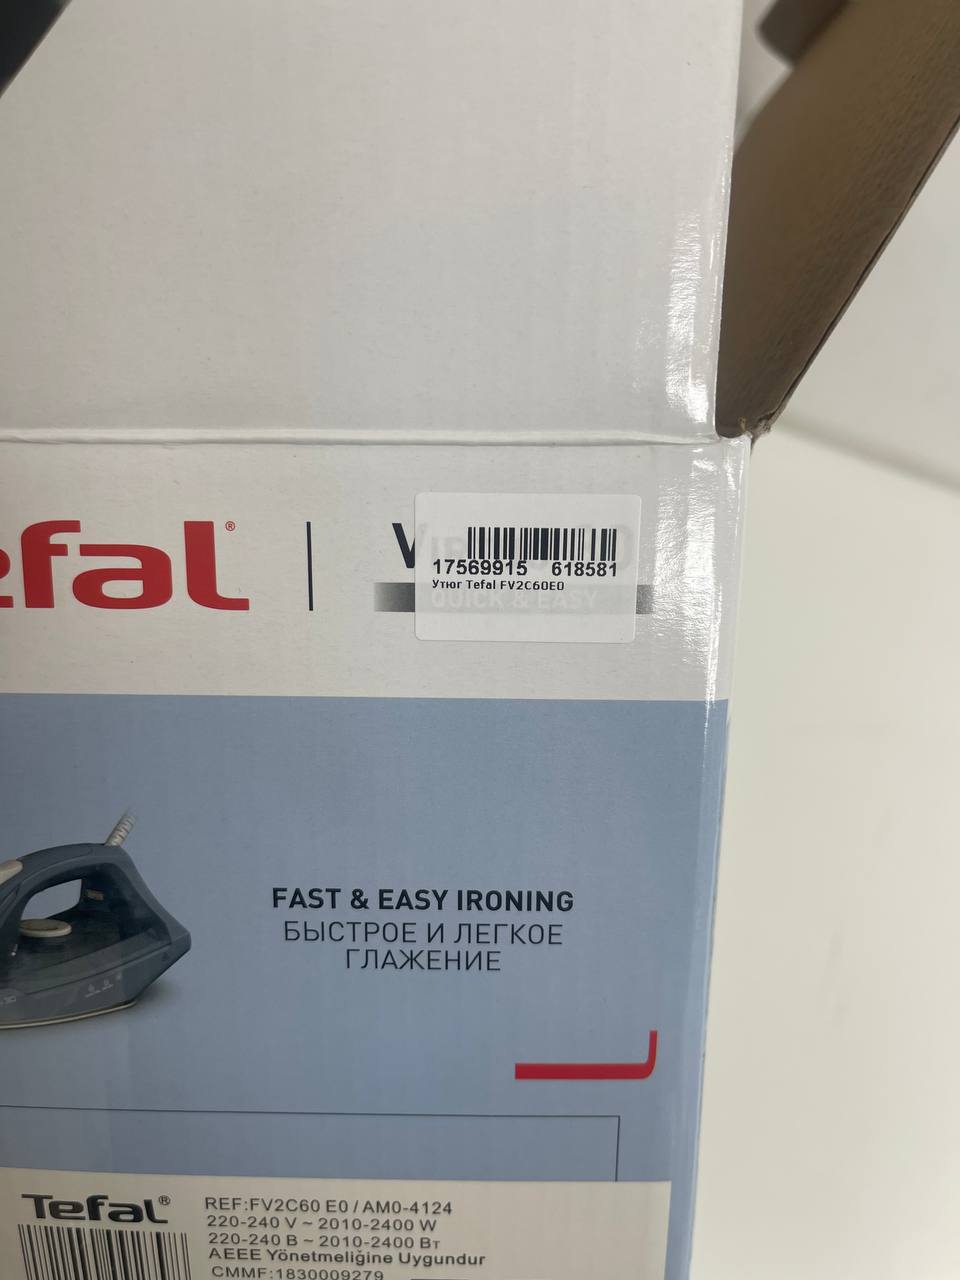 efal®
17569915 618581
Утюг Tefal FV2C60E0
QUICK & EASY
FAST & EASY IRONING
БЫСТРОЕ И ЛЕГКОЕ
ГЛАЖЕНИЕ
Tefal®
REF:FV2C60 E0 / AM0-4124
220-240 V ~ 2010-2400 W
220-240 В ~ 2010-2400 Вт
AEEE Yönetmeliğine Uygundur
CMMF:1830009279